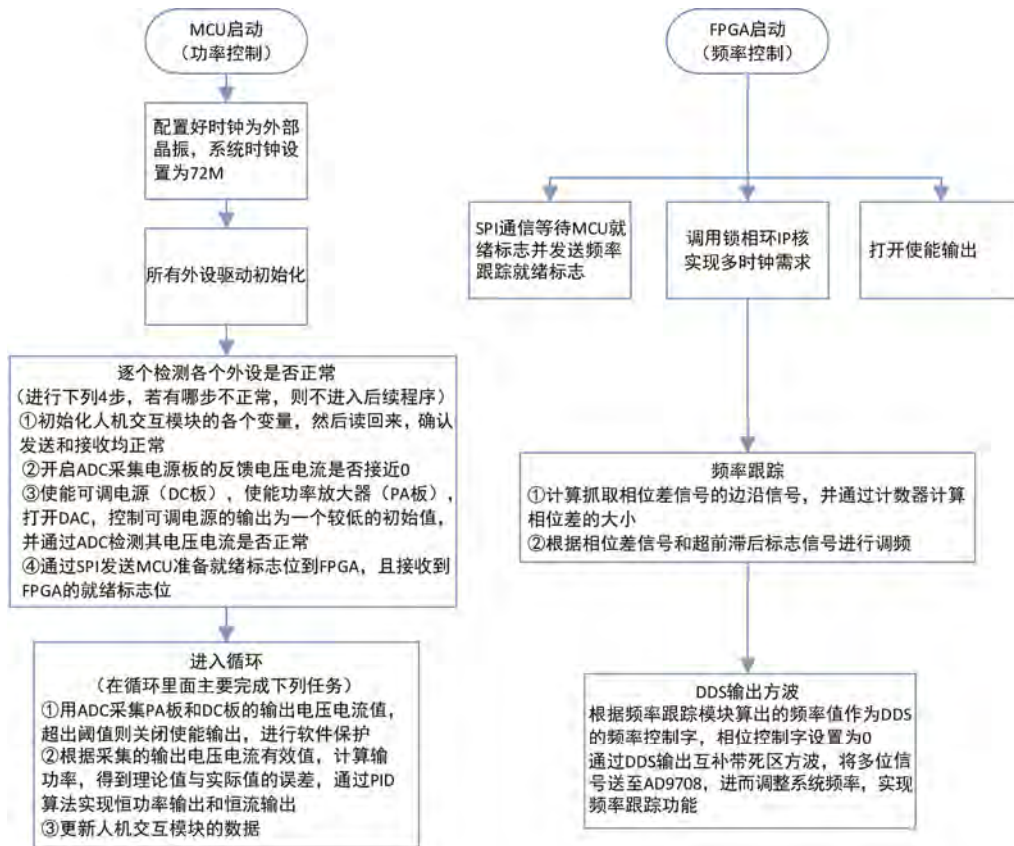 MCU启动
（功率控制）
配置好时钟为外部
晶振，系统时钟设
置为72M
所有外设驱动初始化
逐个检测各个外设是否正常
（进行下列4步，若有哪步不正常，则不进入后续程序）
①初始化人机交互模块的各个变量，然后读回来，确认
发送和接收均正常
②开启ADC采集电源板的反馈电压电流是否接近0
③使能可调电源（DC板），使能功率放大器（PA板），
打开DAC，控制可调电源的输出为一个较低的初始值，
并通过ADC检测其电压电流是否正常
④通过SPI发送MCU准备就绪标志位到FPGA，且接收到
FPGA的就绪标志位
进入循环
（在循环里面主要完成下列任务）
①用ADC采集PA板和DC板的输出电压电流值，
超出阈值则关闭使能输出，进行软件保护
②根据采集的输出电压电流有效值，计算输
功率，得到理论值与实际值的误差，通过PID
算法实现恒功率输出和恒流输出
③更新人机交互模块的数据
FPGA启动
（频率控制）
SPI通信等待MCU就
绪标志并发送频率
跟踪就绪标志
调用锁相环IP核
实现多时钟需求
打开使能输出
频率跟踪
①计算抓取相位差信号的边沿信号，并通过计数器计算
相位差的大小
②根据相位差信号和超前滞后标志信号进行调频
DDS输出方波
根据频率跟踪模块算出的频率值作为DDS
的频率控制字，相位控制字设置为0
通过DDS输出互补带死区方波，将多位信
号送至AD9708，进而调整系统频率，实现
频率跟踪功能